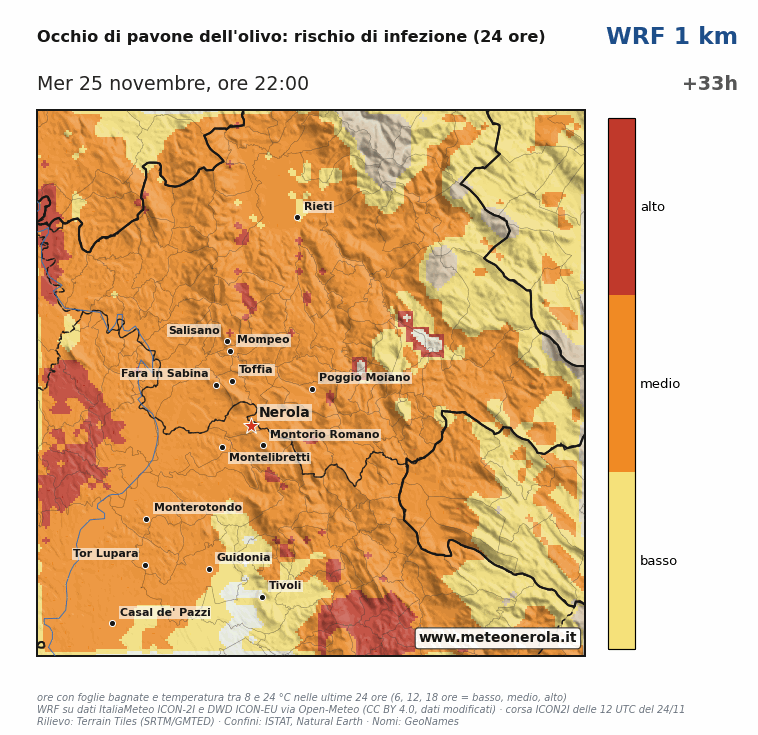 Occhio di pavone dell'olivo: rischio di infezione (24 ore)
WRF 1 km
Mer 25 novembre, ore 22:00
+33h
alto
Rieti
Salisano
Mompeo
Fara in Sabina
Toffia
Poggio Moiano
medio
Nerola
Montorio Romano
Montelibretti
Monterotondo
Tor Lupara
Guidonia
basso
Tivoli
Casal de' Pazzi
www.meteonerola.it
ore con foglie bagnate e temperatura tra 8 e 24 °C nelle ultime 24 ore (6, 12, 18 ore = basso, medio, alto)
WRF su dati ItaliaMeteo ICON-2I e DWD ICON-EU via Open-Meteo (CC BY 4.0, dati modificati) · corsa ICON2I delle 12 UTC del 24/11
Rilievo: Terrain Tiles (SRTM/GMTED) · Confini: ISTAT, Natural Earth · Nomi: GeoNames